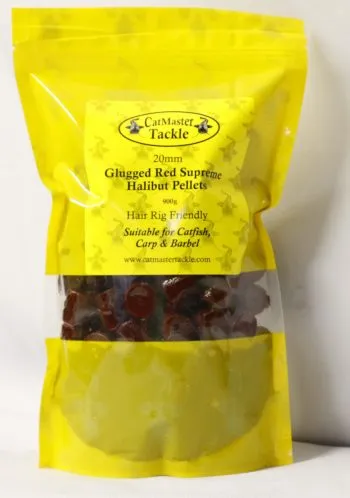 CatMaster
Tackle
20mm
Glugged Red Supreme
Halibut Pellets
900g
Hair Rig Friendly
Suitable for Catfish,
Carp & Barbel
www.catmastertackle.com